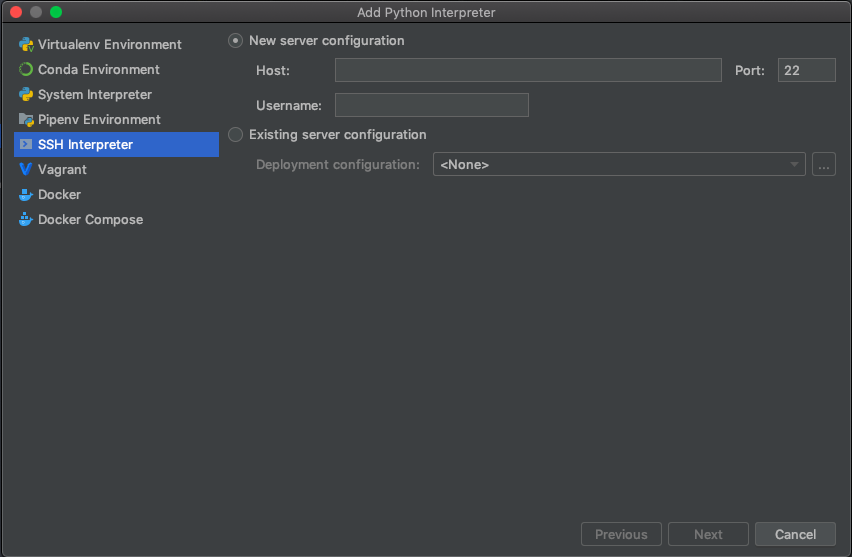 Add Python Interpreter
Virtualenv Environment
Conda Environment
System Interpreter
Pipenv Environment
SSH Interpreter
Vagrant
Docker
Docker Compose
New server configuration
Host:
Port: 22
Username:
Existing server configuration
Deployment configuration: <None> ...
Previous Next Cancel